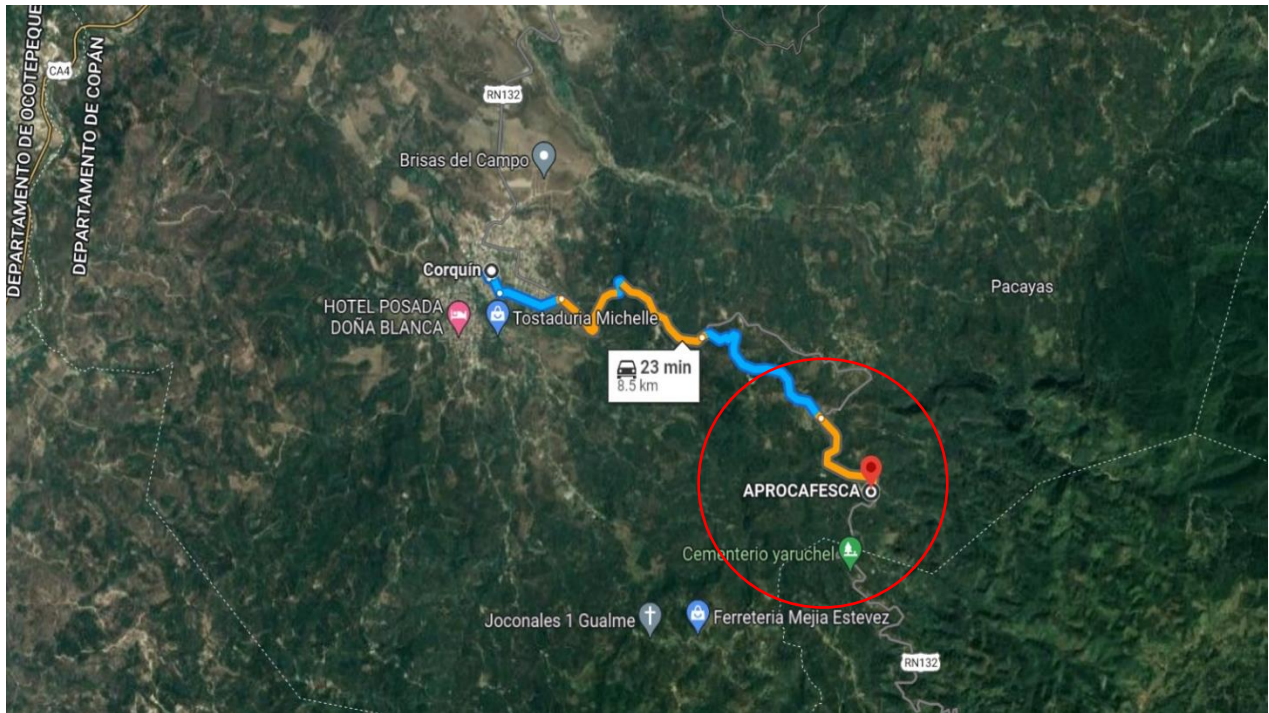 CA4
DEPARTAMENTO DE OCOTEPEQUE
DEPARTAMENTO DE COPÁN
RN132
Brisas del Campo
Corquín
HOTEL POSADA
DOÑA BLANCA
Tostaduria Michelle
Pacayas
23 min
8.5 km
APROCAFESCA
Cementerio yaruchel
Joconales 1 Gualme
Ferreteria Mejia Estevez
RN132